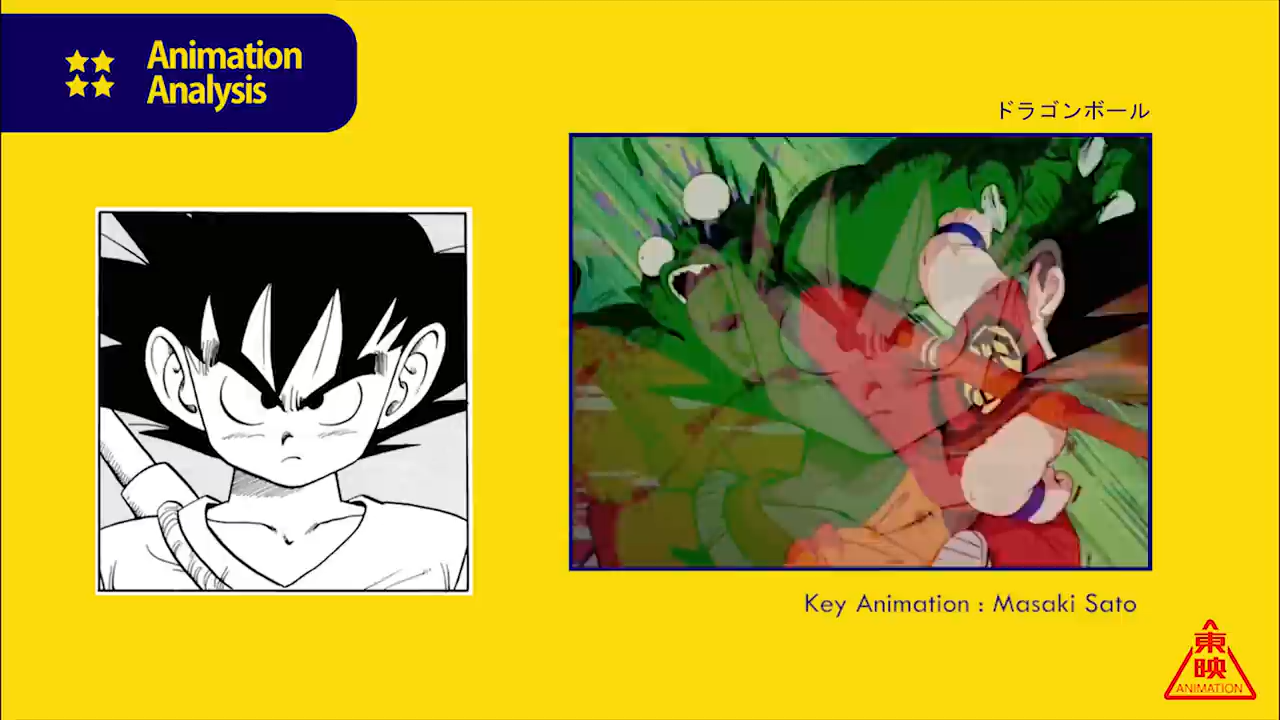 Animation
Analysis
ドラゴンボール
Key Animation : Masaki Sato
東
映
ANIMATION